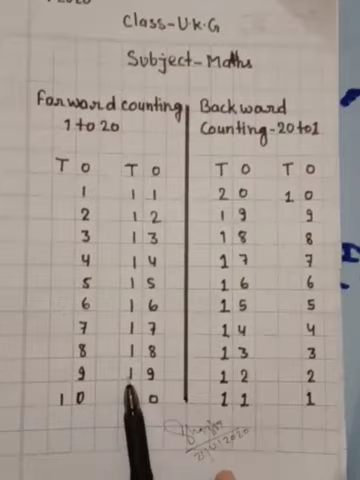 2020
Class-U.K.G
Subject-Maths
Forward counting
1 to 20
Backward
Counting-20 to 1
T O T O T O T O
1 1 1 2 0 1 0
2 1 2 1 9 9
3 1 3 1 8 8
4 1 4 1 7 7
5 1 5 1 6 6
6 1 6 1 5 5
7 1 7 1 4 4
8 1 8 1 3 3
9 1 9 1 2 2
1 0 0 1 1 1